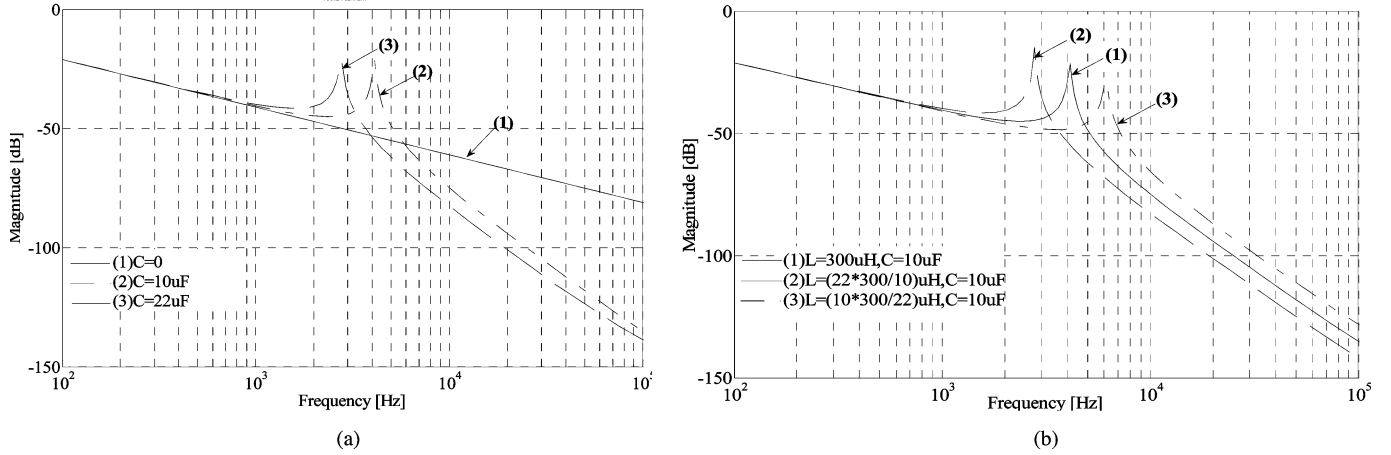 0
-50
-100
-150
Magnitude [dB]
(3)
(2)
(1)
(1)C=0
(2)C=10uF
(3)C=22uF
10^2
10^3
10^4
Frequency [Hz]
(a)
0
-50
-100
-150
Magnitude [dB]
(2)
(1)
(3)
(1)L=300uH,C=10uF
(2)L=(22*300/10)uH,C=10uF
(3)L=(10*300/22)uH,C=10uF
10^2
10^3
10^4
10^5
Frequency [Hz]
(b)